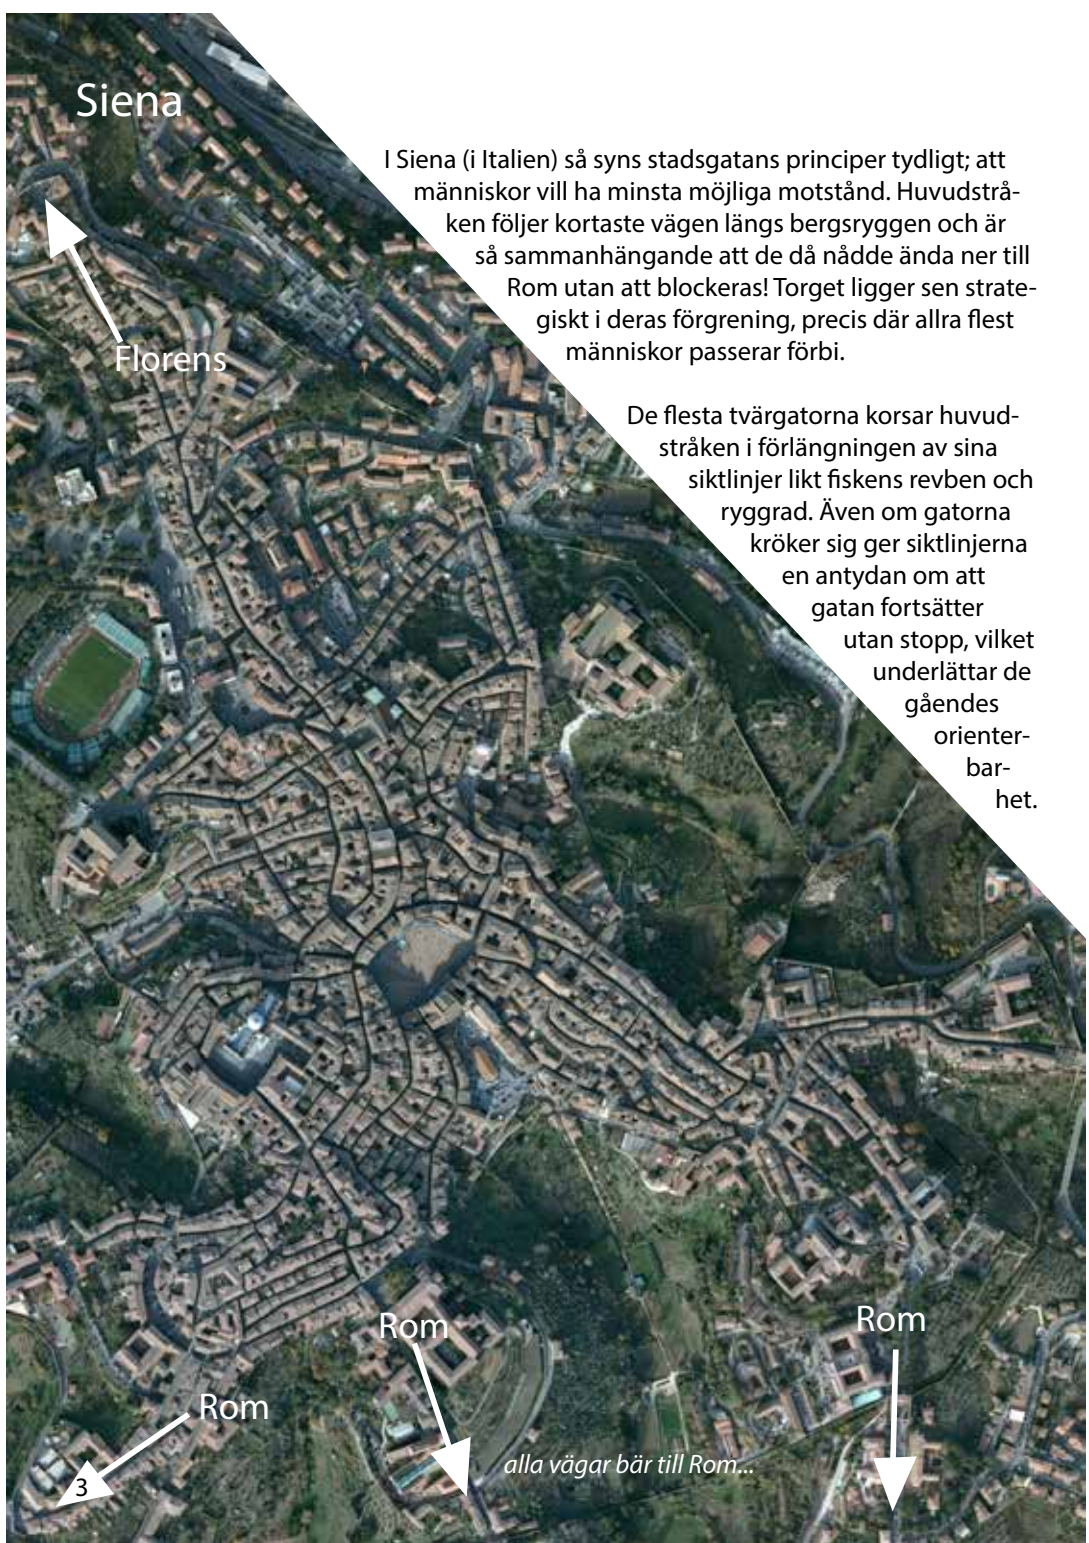 Siena
I Siena (i Italien) så syns stadsgatans principer tydligt; att
människor vill ha minsta möjliga motstånd. Huvudstrå-
ken följer kortaste vägen längs bergsryggen och är
så sammanhängande att de då nådde ända ner till
Rom utan att blockeras! Torget ligger sen strate-
giskt i deras förgrening, precis där allra flest
människor passerar förbi.
De flesta tvärgatorna korsar huvud-
stråken i förlängningen av sina
siktlinjer likt fiskens revben och
ryggrad. Även om gatorna
kröker sig ger siktlinjerna
en antydan om att
gatan fortsätter
utan stopp, vilket
underlättar de
gåendes
orienter-
bar-
het.
Florens
Rom
Rom
Rom
alla vägar bär till Rom...
3